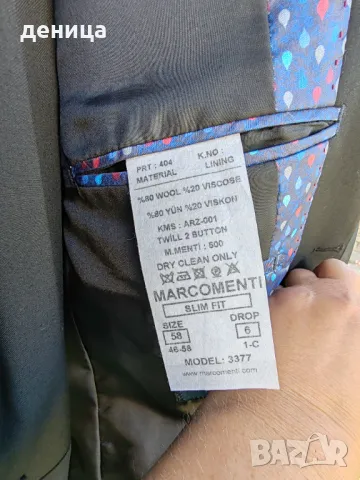 деница
PRT : 404 K.NO :
MATERIAL LINING
%80 WOOL %20 VISCOSE
%80 YÜN %20 VISKON
KMS : ARZ-001
TWILL 2 BUTTON
M.MENTİ : 500
DRY CLEAN ONLY
MARCOMENTI
SLIM FIT
SIZE DROP
58 6
46-58 1-C
MODEL: 3377
www.marcomenti.com
BAZAR
bg